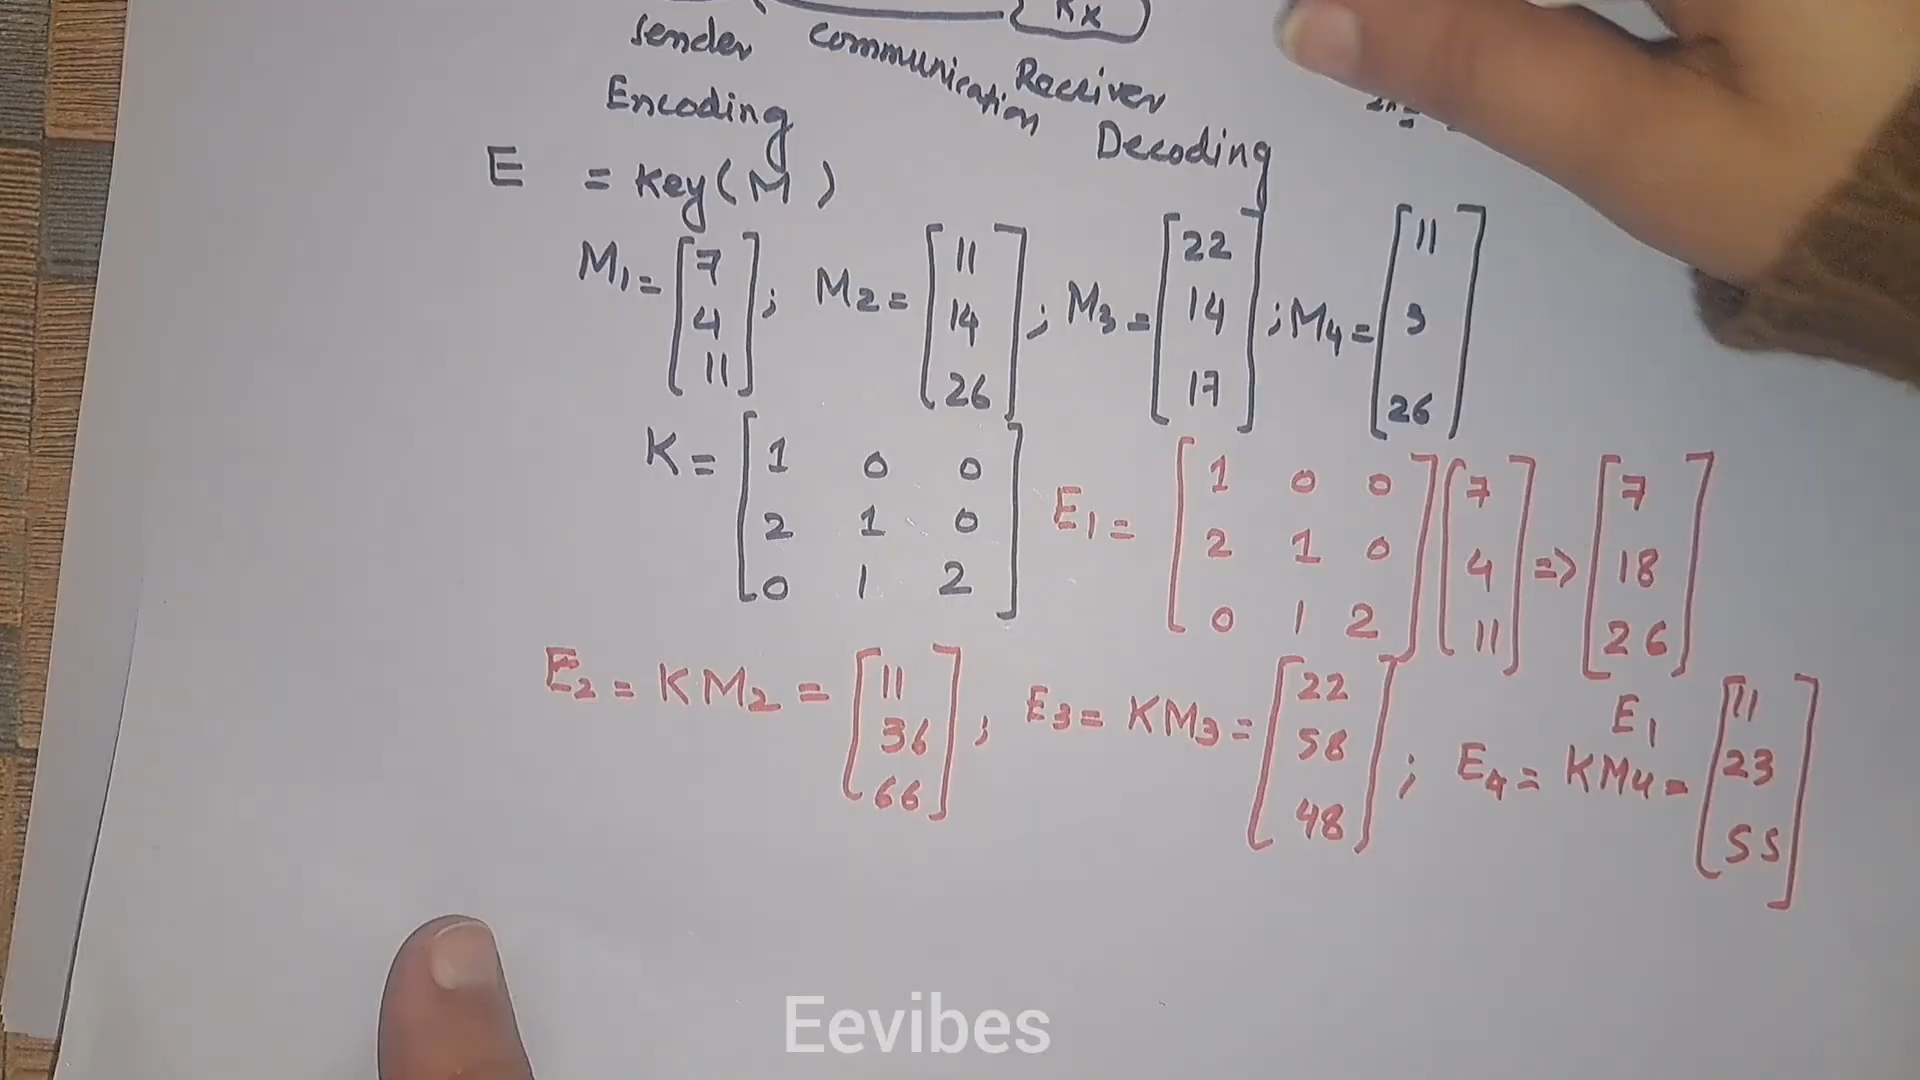 Rx
Sender Communication Receiver
Encoding Decoding
E = Key(M)
M1 = [7 4 11]; M2 = [11 14 26]; M3 = [22 14 17]; M4 = [11 3 26]
K = [1 0 0
2 1 0
0 1 2]
E1 = [1 0 0
2 1 0
0 1 2] [7 4 11] => [7 18 26]
E1
E2 = KM2 = [11 36 66]; E3 = KM3 = [22 58 48]; E4 = KM4 = [11 23 55]
Eevibes